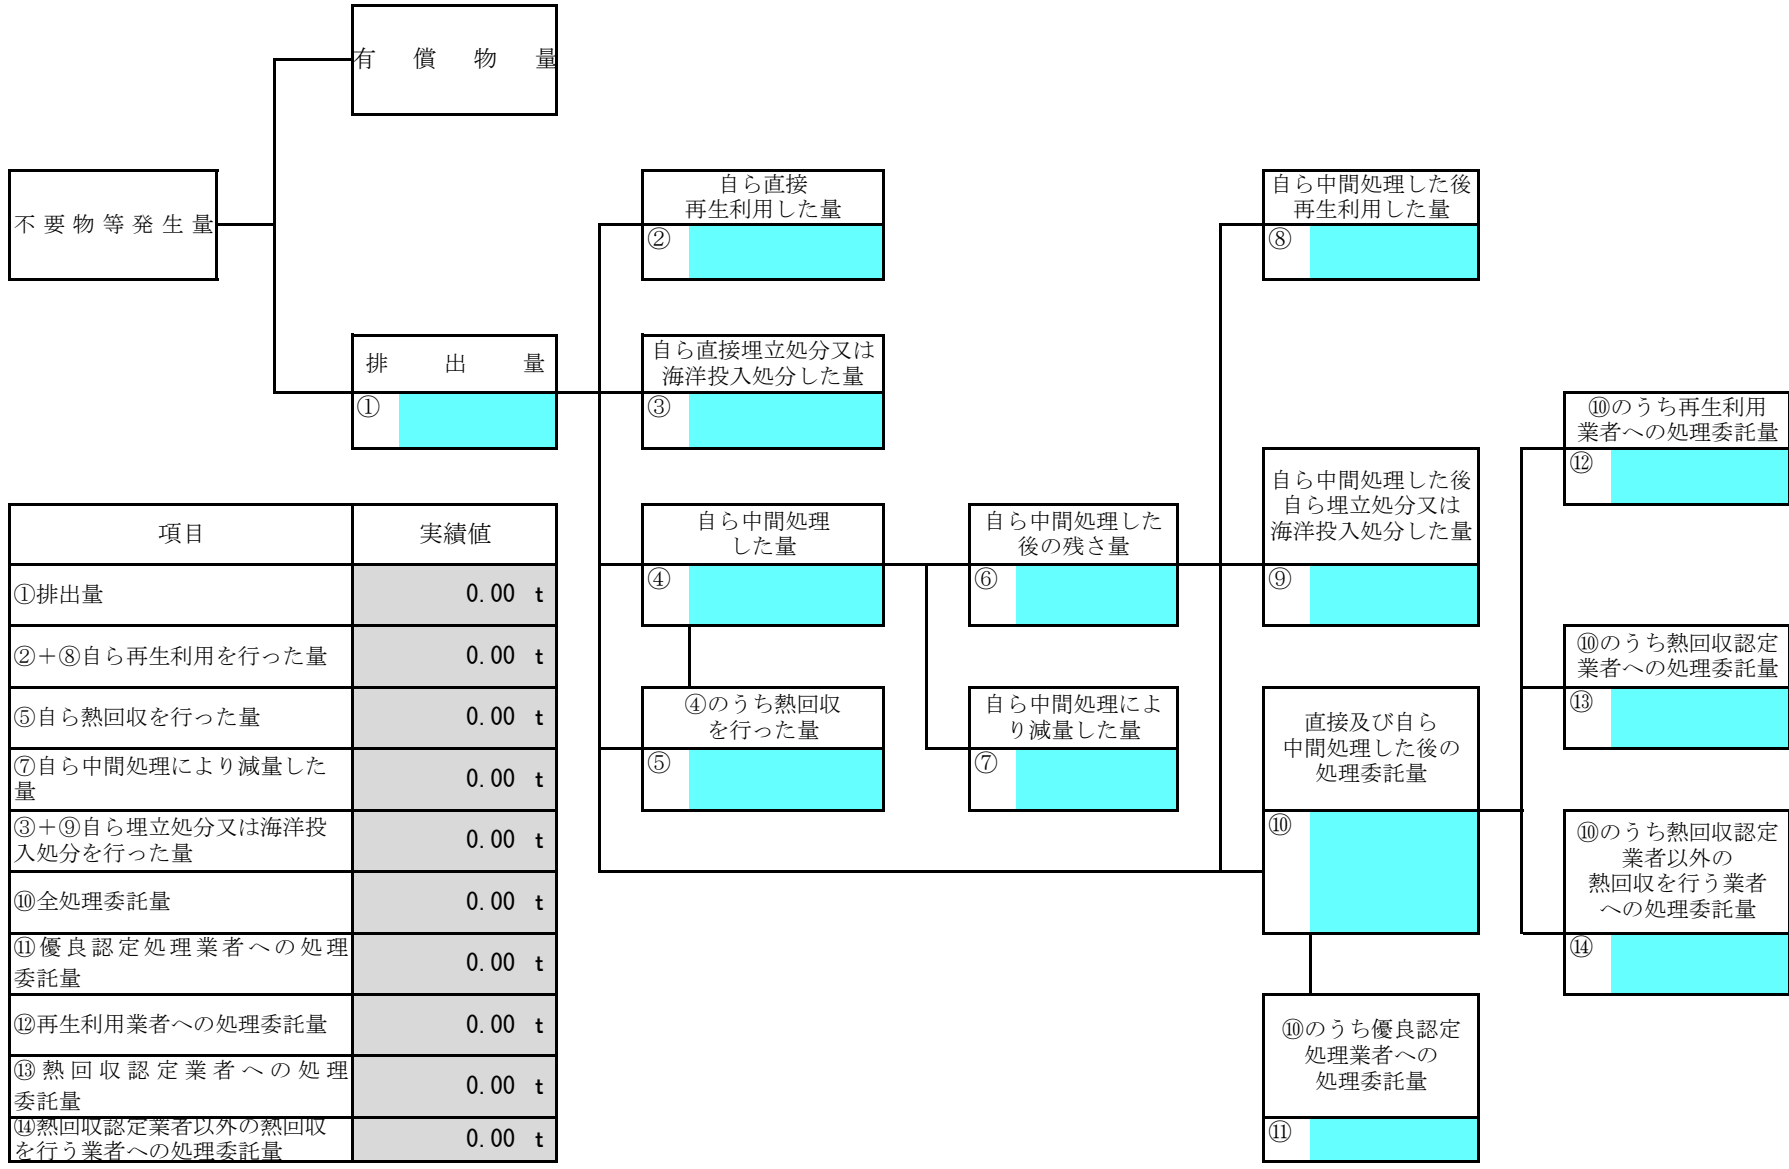 有償物量
不要物等発生量
自ら直接
再生利用した量
②
自ら中間処理した後
再生利用した量
⑧
排出量
①
自ら直接埋立処分又は
海洋投入処分した量
③
⑩のうち再生利用
業者への処理委託量
⑫
自ら中間処理
した量
④
自ら中間処理した
後の残さ量
⑥
自ら中間処理した後
自ら埋立処分又は
海洋投入処分した量
⑨
⑩のうち熱回収認定
業者への処理委託量
⑬
④のうち熱回収
を行った量
⑤
自ら中間処理によ
り減量した量
⑦
直接及び自ら
中間処理した後の
処理委託量
⑩
⑩のうち熱回収認定
業者以外の
熱回収を行う業者
への処理委託量
⑭
⑩のうち優良認定
処理業者への
処理委託量
⑪
項目 実績値
①排出量 0.00 t
②+⑧自ら再生利用を行った量 0.00 t
⑤自ら熱回収を行った量 0.00 t
⑦自ら中間処理により減量した
量 0.00 t
③+⑨自ら埋立処分又は海洋投
入処分を行った量 0.00 t
⑩全処理委託量 0.00 t
⑪優良認定処理業者への処理
委託量 0.00 t
⑫再生利用業者への処理委託量 0.00 t
⑬熱回収認定業者への処理
委託量 0.00 t
⑭熱回収認定業者以外の熱回収
を行う業者への処理委託量 0.00 t